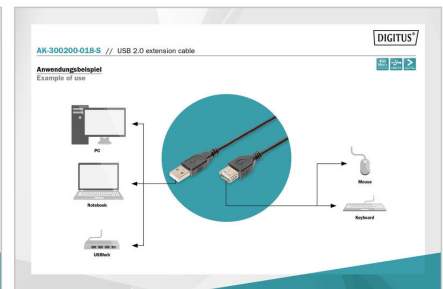 DIGITUS®
AK-300200-018-S // USB 2.0 extension cable
Anwendungsbeispiel
Example of use
PC
Notebook
USBhub
Mouse
Keyboard